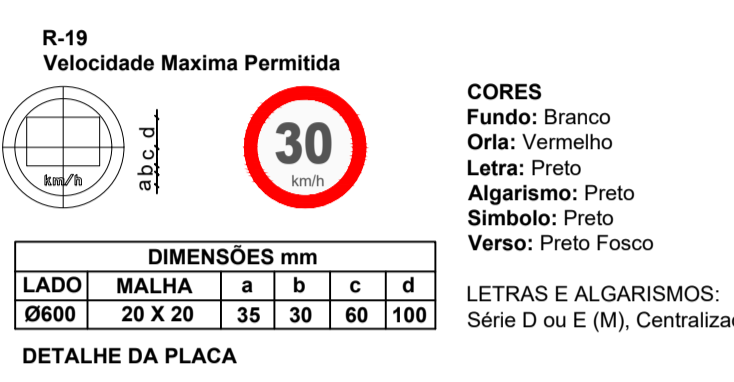 R-19
Velocidade Maxima Permitida
km/h
a b c d
30
km/h
CORES
Fundo: Branco
Orla: Vermelho
Letra: Preto
Algarismo: Preto
Simbolo: Preto
Verso: Preto Fosco
DIMENSÕES mm
LADO MALHA a b c d
Ø600 20 X 20 35 30 60 100
LETRAS E ALGARISMOS:
Série D ou E (M), Centraliza
DETALHE DA PLACA